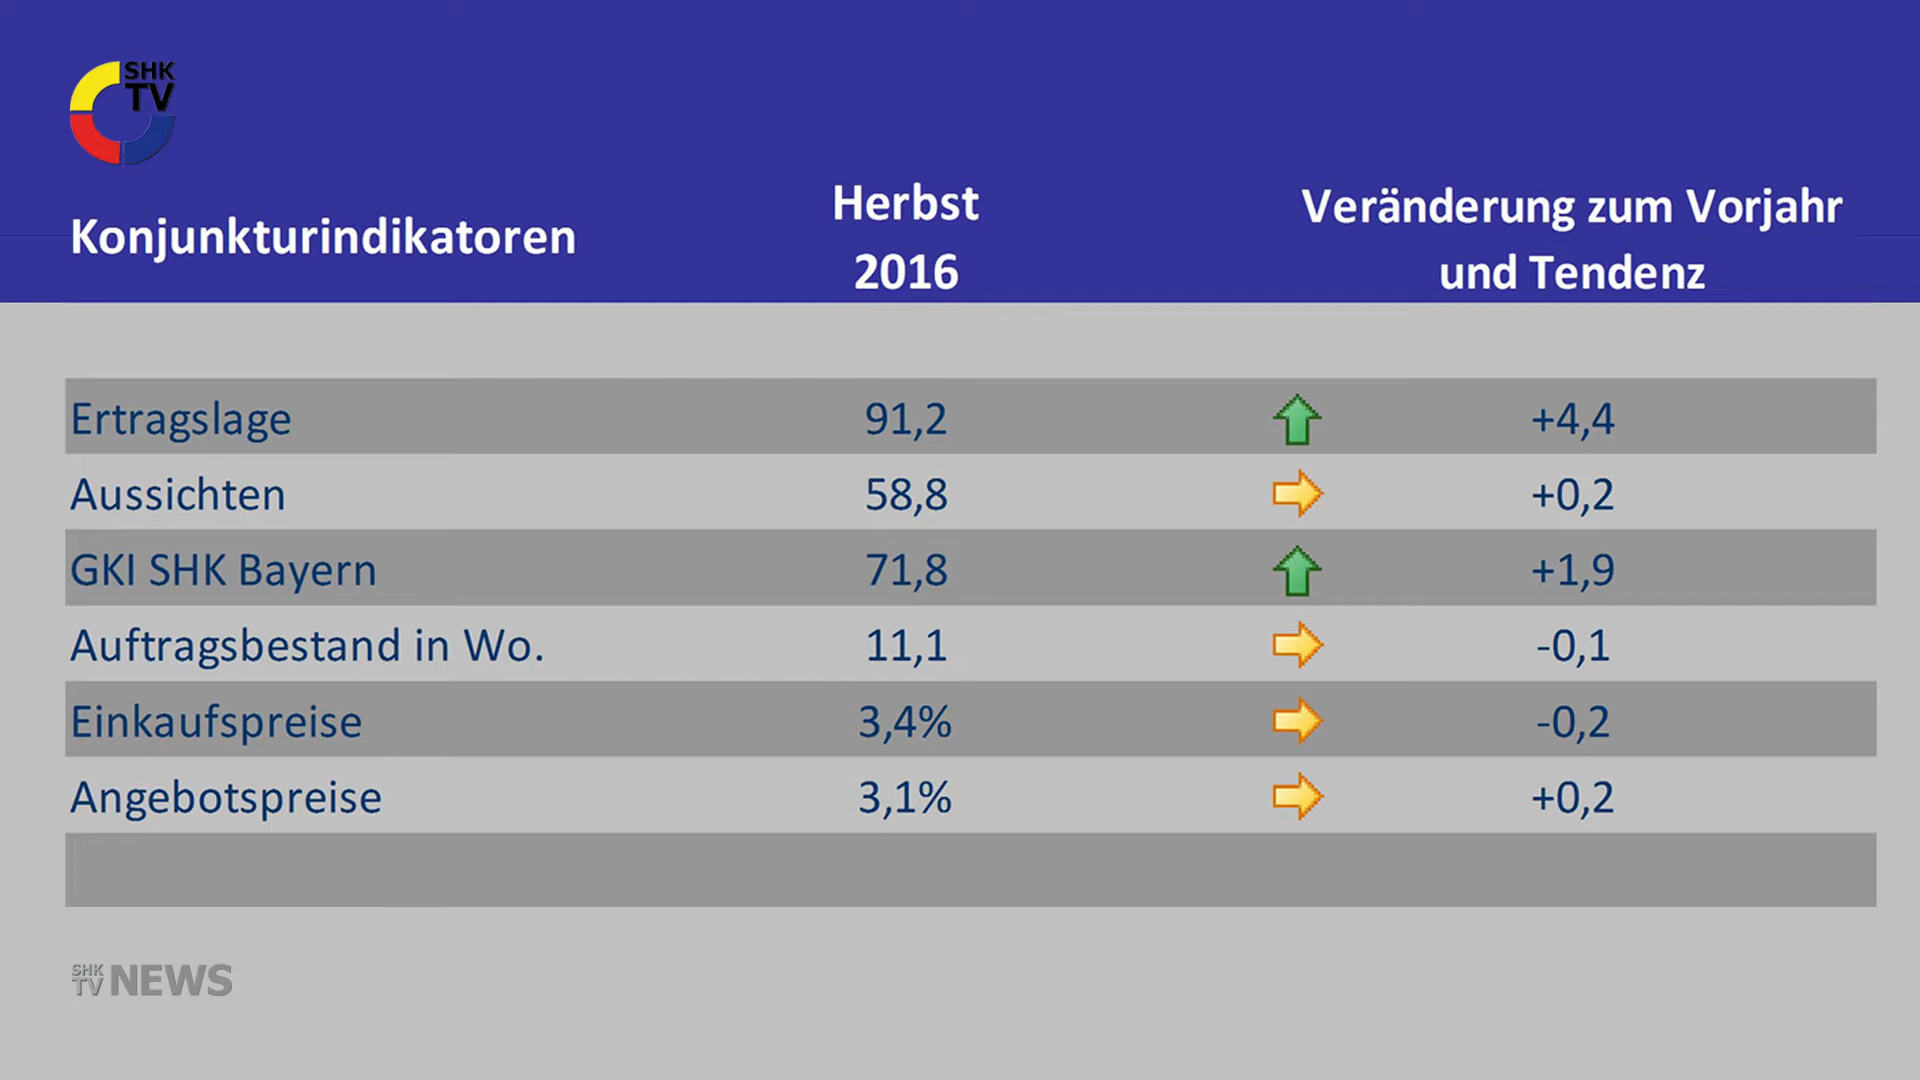 SHK
TV
Konjunkturindikatoren
Herbst
2016
Veränderung zum Vorjahr
und Tendenz
Ertragslage 91,2 +4,4
Aussichten 58,8 +0,2
GKI SHK Bayern 71,8 +1,9
Auftragsbestand in Wo. 11,1 -0,1
Einkaufspreise 3,4% -0,2
Angebotspreise 3,1% +0,2
SHK
TV NEWS